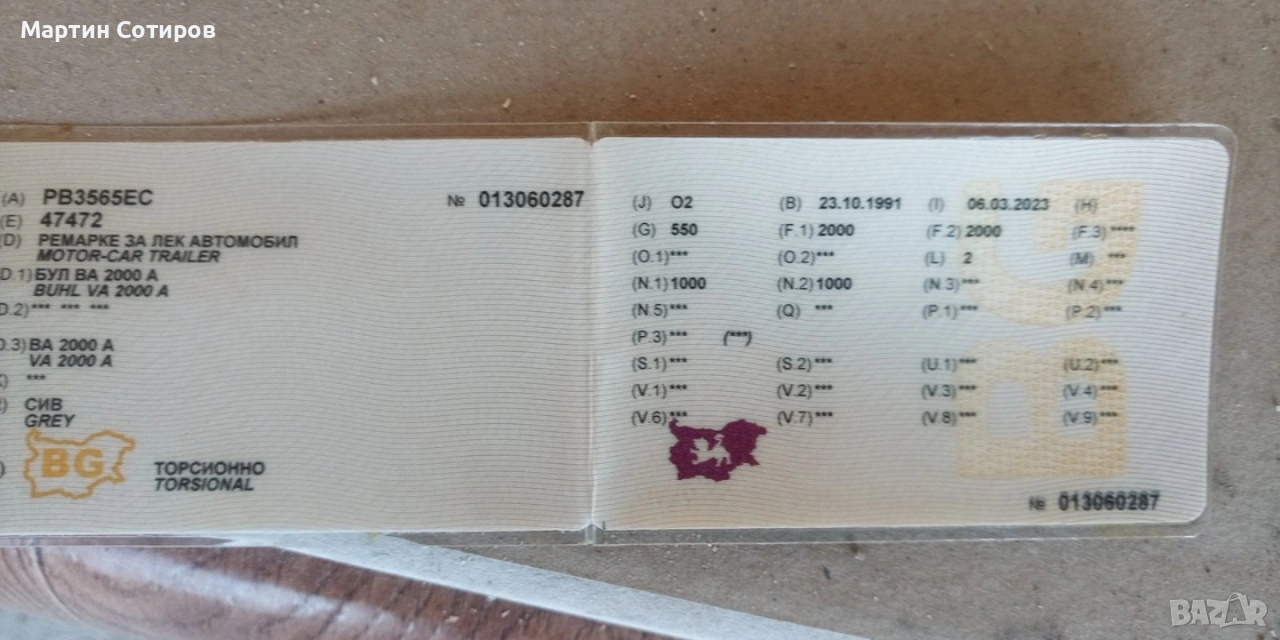 Мартин Сотиров
(A) PB3565EC
№ 013060287
(E) 47472
(D) РЕМАРКЕ ЗА ЛЕК АВТОМОБИЛ
MOTOR-CAR TRAILER
D.1) БУЛ ВА 2000 А
BUHL VA 2000 A
D.2) *** *** ***
D.3) ВА 2000 А
VA 2000 A
) ***
) СИВ
GREY
)
BG
ТОРСИОННО
TORSIONAL
(J) O2 (B) 23.10.1991 (I) 06.03.2023 (H)
(G) 550 (F.1) 2000 (F.2) 2000 (F.3) ****
(O.1) *** (O.2) *** (L) 2 (M) ***
(N.1) 1000 (N.2) 1000 (N.3) *** (N.4) ***
(N.5) *** (Q) *** (P.1) *** (P.2) ***
(P.3) *** (***)
(S.1) *** (S.2) *** (U.1) *** (U.2) ***
(V.1) *** (V.2) *** (V.3) *** (V.4) ***
(V.6) *** (V.7) *** (V.8) *** (V.9) ***
BG
№ 013060287
BAZAR